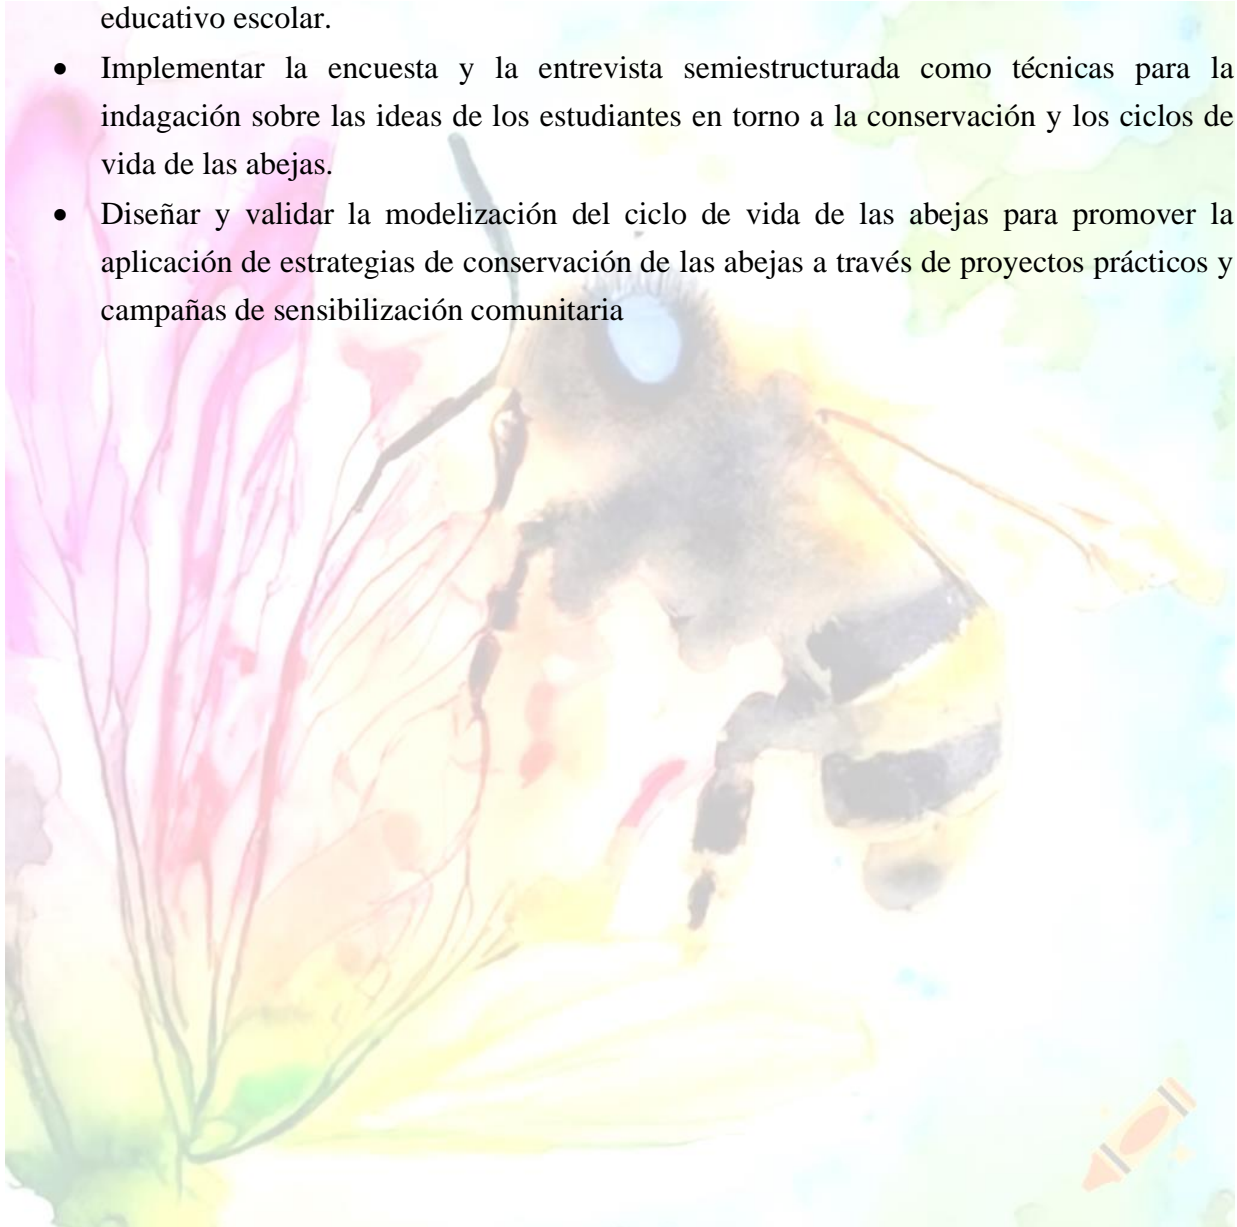 educativo escolar.
• Implementar la encuesta y la entrevista semiestructurada como técnicas para la
indagación sobre las ideas de los estudiantes en torno a la conservación y los ciclos de
vida de las abejas.
• Diseñar y validar la modelización del ciclo de vida de las abejas para promover la
aplicación de estrategias de conservación de las abejas a través de proyectos prácticos y
campañas de sensibilización comunitaria